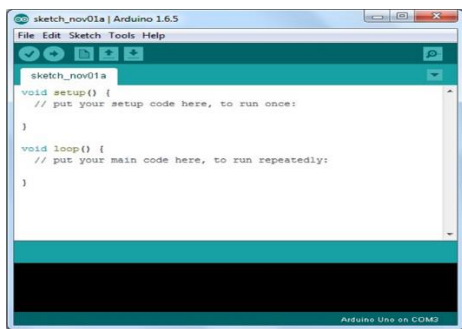 sketch_nov01a | Arduino 1.6.5
File Edit Sketch Tools Help
sketch_nov01a
void setup() {
  // put your setup code here, to run once:
}
void loop() {
  // put your main code here, to run repeatedly:
}
Arduino Uno on COM3